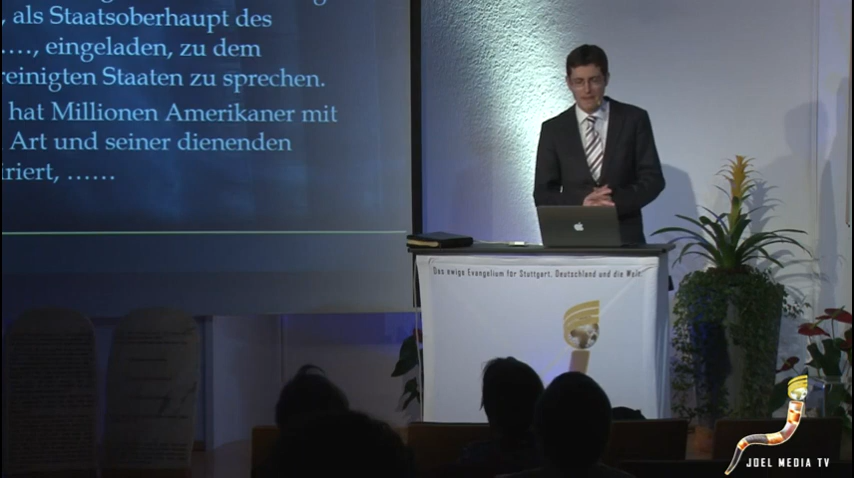 , als Staatsoberhaupt des
….., eingeladen, zu dem
reinigten Staaten zu sprechen.
hat Millionen Amerikaner mit
Art und seiner dienenden
iriert, ……
Das ewige Evangelium für Stuttgart, Deutschland und die Welt
JOEL MEDIA TV